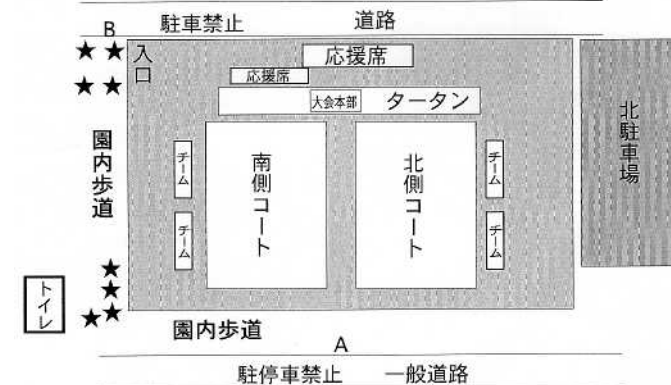 駐車禁止
道路
B
入口
応援席
応援席
大会本部
タータン
北駐車場
園内歩道
チーム
チーム
南側コート
北側コート
チーム
チーム
トイレ
園内歩道
A
駐停車禁止
一般道路